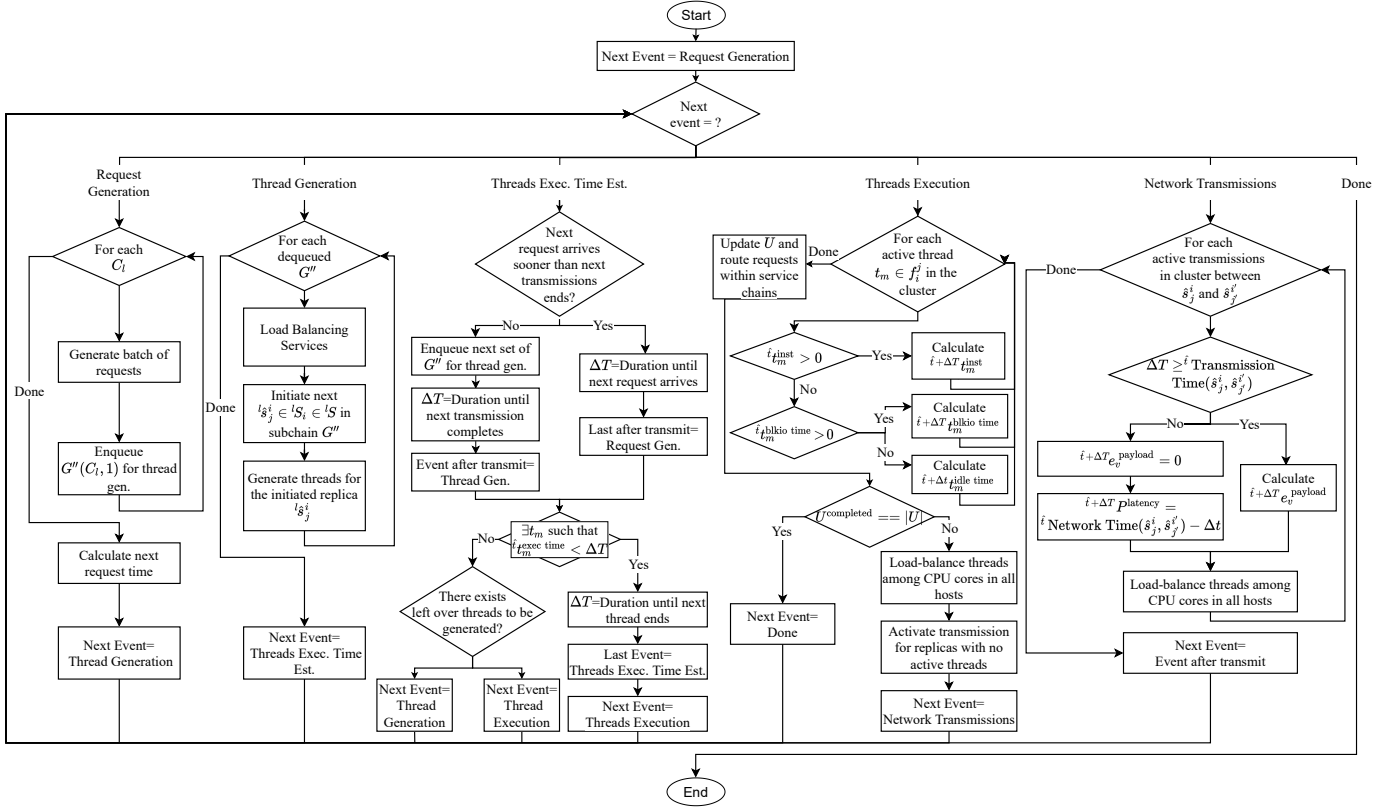 Start
Next Event = Request Generation
Next
event = ?
Request
Generation
Thread Generation
Threads Exec. Time Est.
Threads Execution
Network Transmissions
Done
For each
C_l
Done
Generate batch of
requests
Enqueue
G''(C_l, 1) for thread
gen.
Calculate next
request time
Next Event=
Thread Generation
For each
dequeued
G''
Done
Load Balancing
Services
Initiate next
^lŝ_j^i ∈ ^lS_i ∈ ^lS in
subchain G''
Generate threads for
the initiated replica
^lŝ_j^i
Next Event=
Threads Exec. Time
Est.
Next
request arrives
sooner than next
transmissions
ends?
No
Yes
Enqueue next set of
G'' for thread gen.
ΔT=Duration until
next transmission
completes
Event after transmit=
Thread Gen.
ΔT=Duration until
next request arrives
Last after transmit=
Request Gen.
∃t_m such that
^t̂t_m^exec time < ΔT
No
Yes
There exists
left over threads to be
generated?
Next Event=
Thread
Generation
Next Event=
Thread
Execution
ΔT=Duration until next
thread ends
Last Event=
Threads Exec. Time Est.
Next Event=
Threads Execution
Update U and
route requests
within service
chains
Done
For each
active thread
t_m ∈ f_i^j in the
cluster
^t̂t_m^inst > 0
Yes
Calculate
^t̂+ΔT t_m^inst
No
^t̂t_m^blkio time >0
Yes
Calculate
^t̂+ΔT t_m^blkio time
No
Calculate
^t̂+Δt t_m^idle time
U^completed == |U|
Yes
No
Next Event=
Done
Load-balance threads
among CPU cores in all
hosts
Activate transmission
for replicas with no
active threads
Next Event=
Network Transmissions
For each
active transmissions
in cluster between
ŝ_j^i and ŝ_j'^i'
Done
ΔT ≥ ^t̂ Transmission
Time(ŝ_j^i, ŝ_j'^i')
No
Yes
^t̂+ΔT e_v^payload = 0
^t̂+ΔT P^latency =
^t̂ Network Time(ŝ_j^i, ŝ_j'^i') − Δt
Calculate
^t̂+ΔT e_v^payload
Load-balance threads among
CPU cores in all hosts
Next Event=
Event after transmit
End